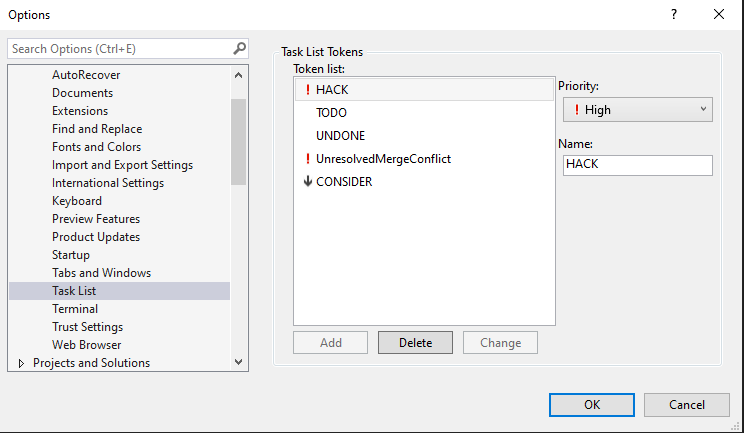 Options
Search Options (Ctrl+E)
AutoRecover
Documents
Extensions
Find and Replace
Fonts and Colors
Import and Export Settings
International Settings
Keyboard
Preview Features
Product Updates
Startup
Tabs and Windows
Task List
Terminal
Trust Settings
Web Browser
Projects and Solutions
Task List Tokens
Token list:
! HACK
TODO
UNDONE
! UnresolvedMergeConflict
CONSIDER
Add
Delete
Change
Priority:
! High
Name:
HACK
OK
Cancel